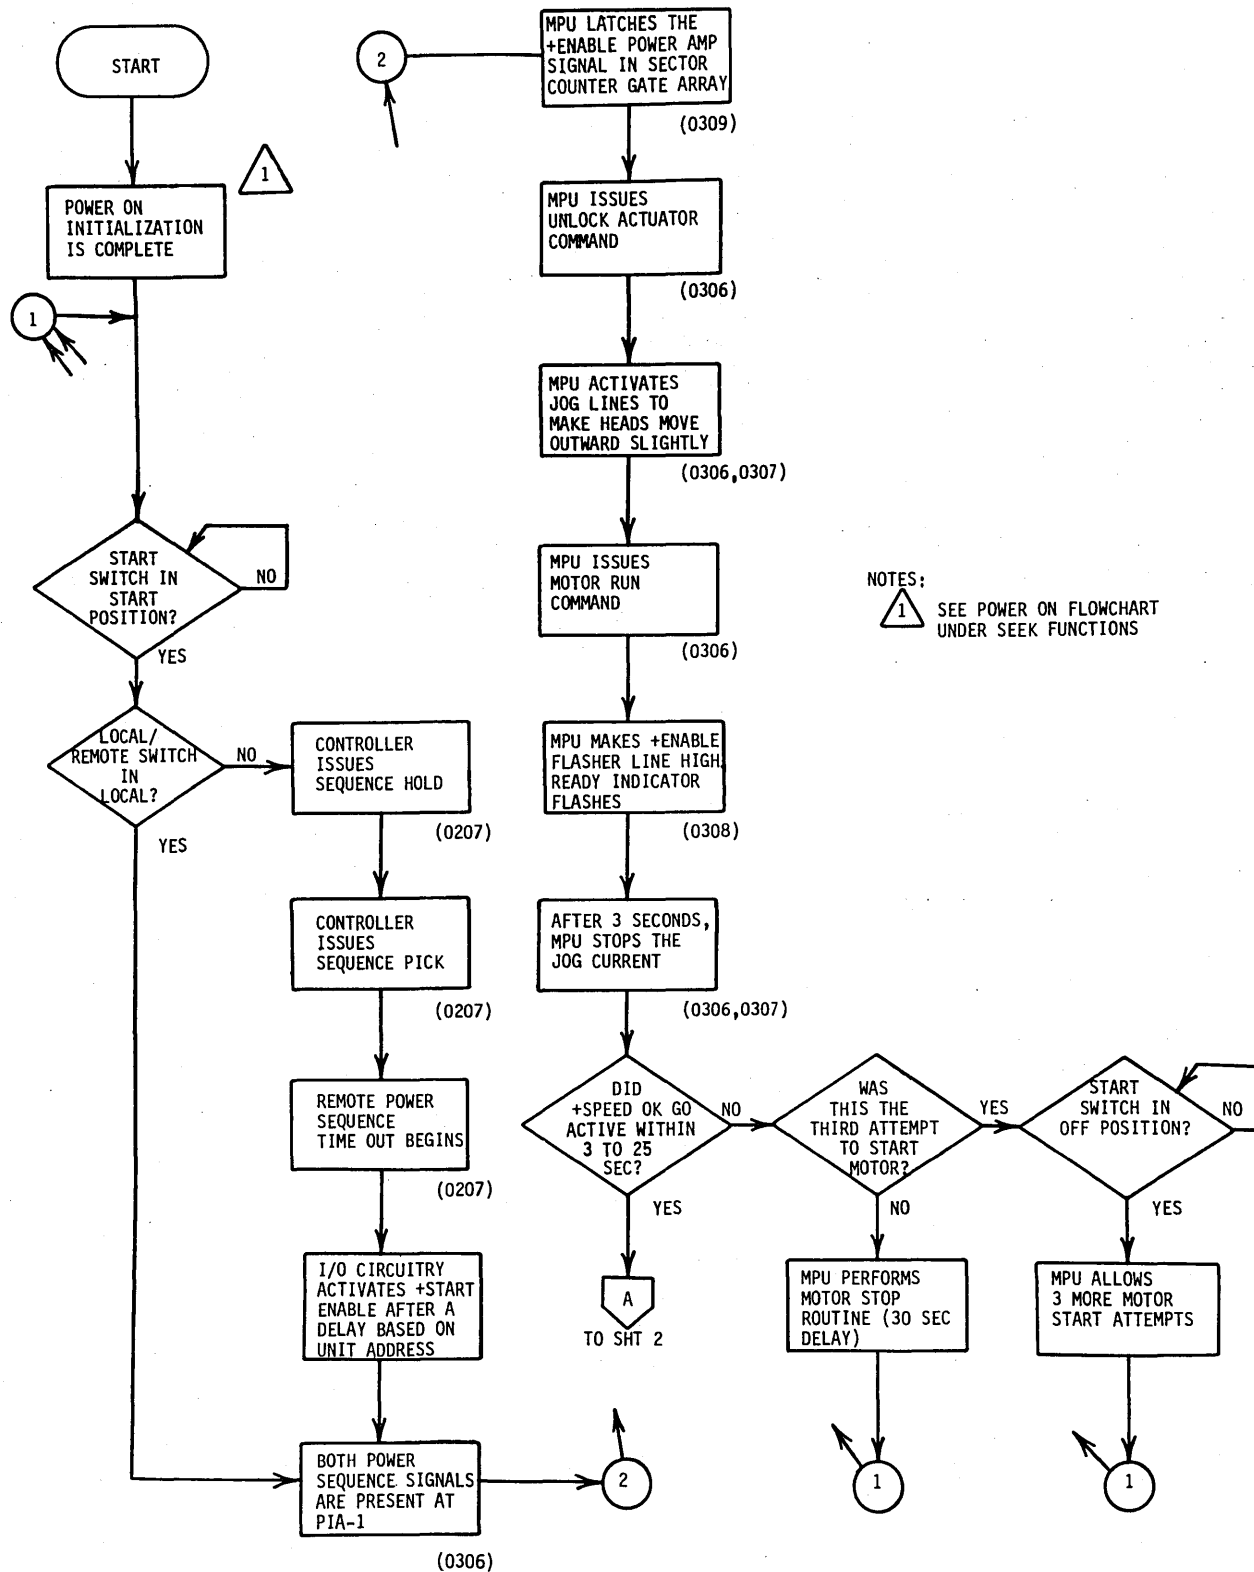 START
1
POWER ON
INITIALIZATION
IS COMPLETE
1
START
SWITCH IN
START
POSITION?
NO
YES
LOCAL/
REMOTE SWITCH
IN
LOCAL?
NO
YES
CONTROLLER
ISSUES
SEQUENCE HOLD
(0207)
CONTROLLER
ISSUES
SEQUENCE PICK
(0207)
REMOTE POWER
SEQUENCE
TIME OUT BEGINS
(0207)
I/O CIRCUITRY
ACTIVATES +START
ENABLE AFTER A
DELAY BASED ON
UNIT ADDRESS
BOTH POWER
SEQUENCE SIGNALS
ARE PRESENT AT
PIA-1
(0306)
2
2
MPU LATCHES THE
+ENABLE POWER AMP
SIGNAL IN SECTOR
COUNTER GATE ARRAY
(0309)
MPU ISSUES
UNLOCK ACTUATOR
COMMAND
(0306)
MPU ACTIVATES
JOG LINES TO
MAKE HEADS MOVE
OUTWARD SLIGHTLY
(0306,0307)
MPU ISSUES
MOTOR RUN
COMMAND
(0306)
MPU MAKES +ENABLE
FLASHER LINE HIGH
READY INDICATOR
FLASHES
(0308)
AFTER 3 SECONDS,
MPU STOPS THE
JOG CURRENT
(0306,0307)
DID
+SPEED OK GO
ACTIVE WITHIN
3 TO 25
SEC?
NO
YES
A
TO SHT 2
WAS
THIS THE
THIRD ATTEMPT
TO START
MOTOR?
YES
NO
MPU PERFORMS
MOTOR STOP
ROUTINE (30 SEC
DELAY)
1
START
SWITCH IN
OFF POSITION?
NO
YES
MPU ALLOWS
3 MORE MOTOR
START ATTEMPTS
1
NOTES:
1 SEE POWER ON FLOWCHART
UNDER SEEK FUNCTIONS